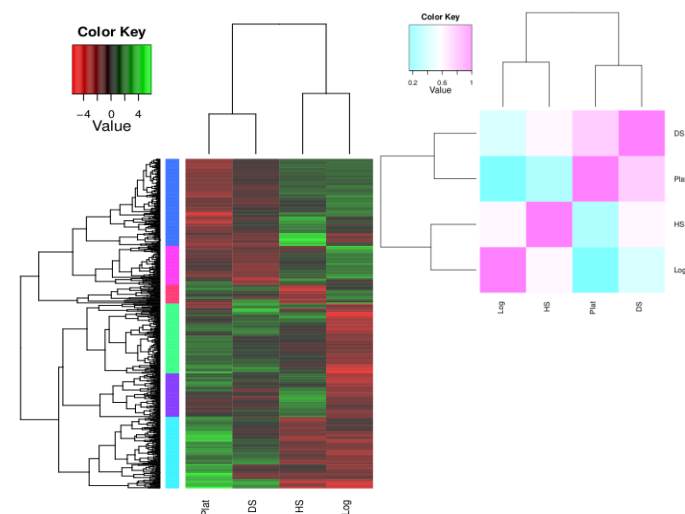 Color Key
−4 0 4
Value
Color Key
0.2 0.6 1
Value
DS
Pla
HS
Log
Log HS Plat DS
Plat DS HS Log